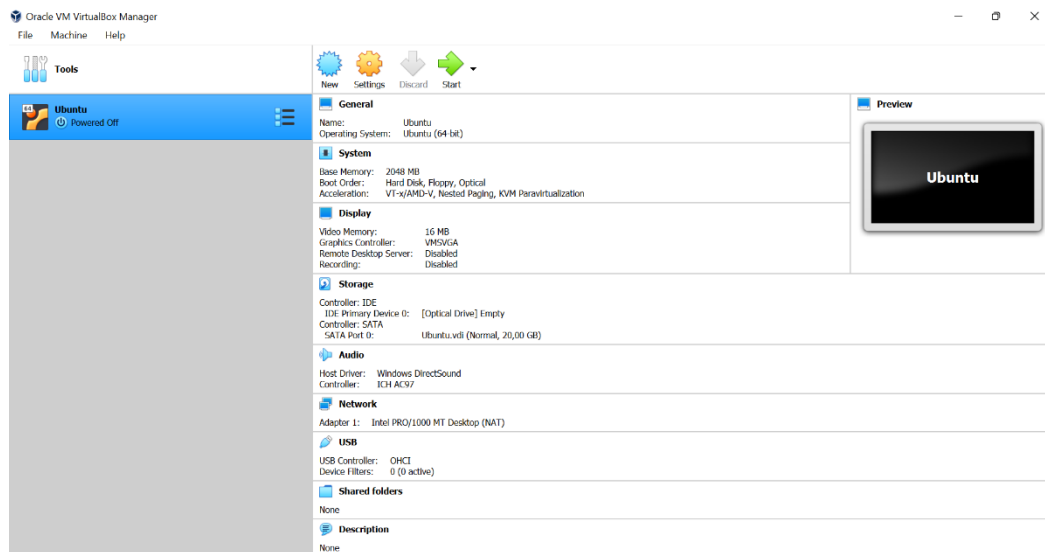 Oracle VM VirtualBox Manager
File Machine Help
Tools
New Settings Discard Start
64
Ubuntu
Powered Off
General
Name: Ubuntu
Operating System: Ubuntu (64-bit)
Preview
Ubuntu
System
Base Memory: 2048 MB
Boot Order: Hard Disk, Floppy, Optical
Acceleration: VT-x/AMD-V, Nested Paging, KVM Paravirtualization
Display
Video Memory: 16 MB
Graphics Controller: VMSVGA
Remote Desktop Server: Disabled
Recording: Disabled
Storage
Controller: IDE
IDE Primary Device 0: [Optical Drive] Empty
Controller: SATA
SATA Port 0: Ubuntu.vdi (Normal, 20,00 GB)
Audio
Host Driver: Windows DirectSound
Controller: ICH AC97
Network
Adapter 1: Intel PRO/1000 MT Desktop (NAT)
USB
USB Controller: OHCI
Device Filters: 0 (0 active)
Shared folders
None
Description
None